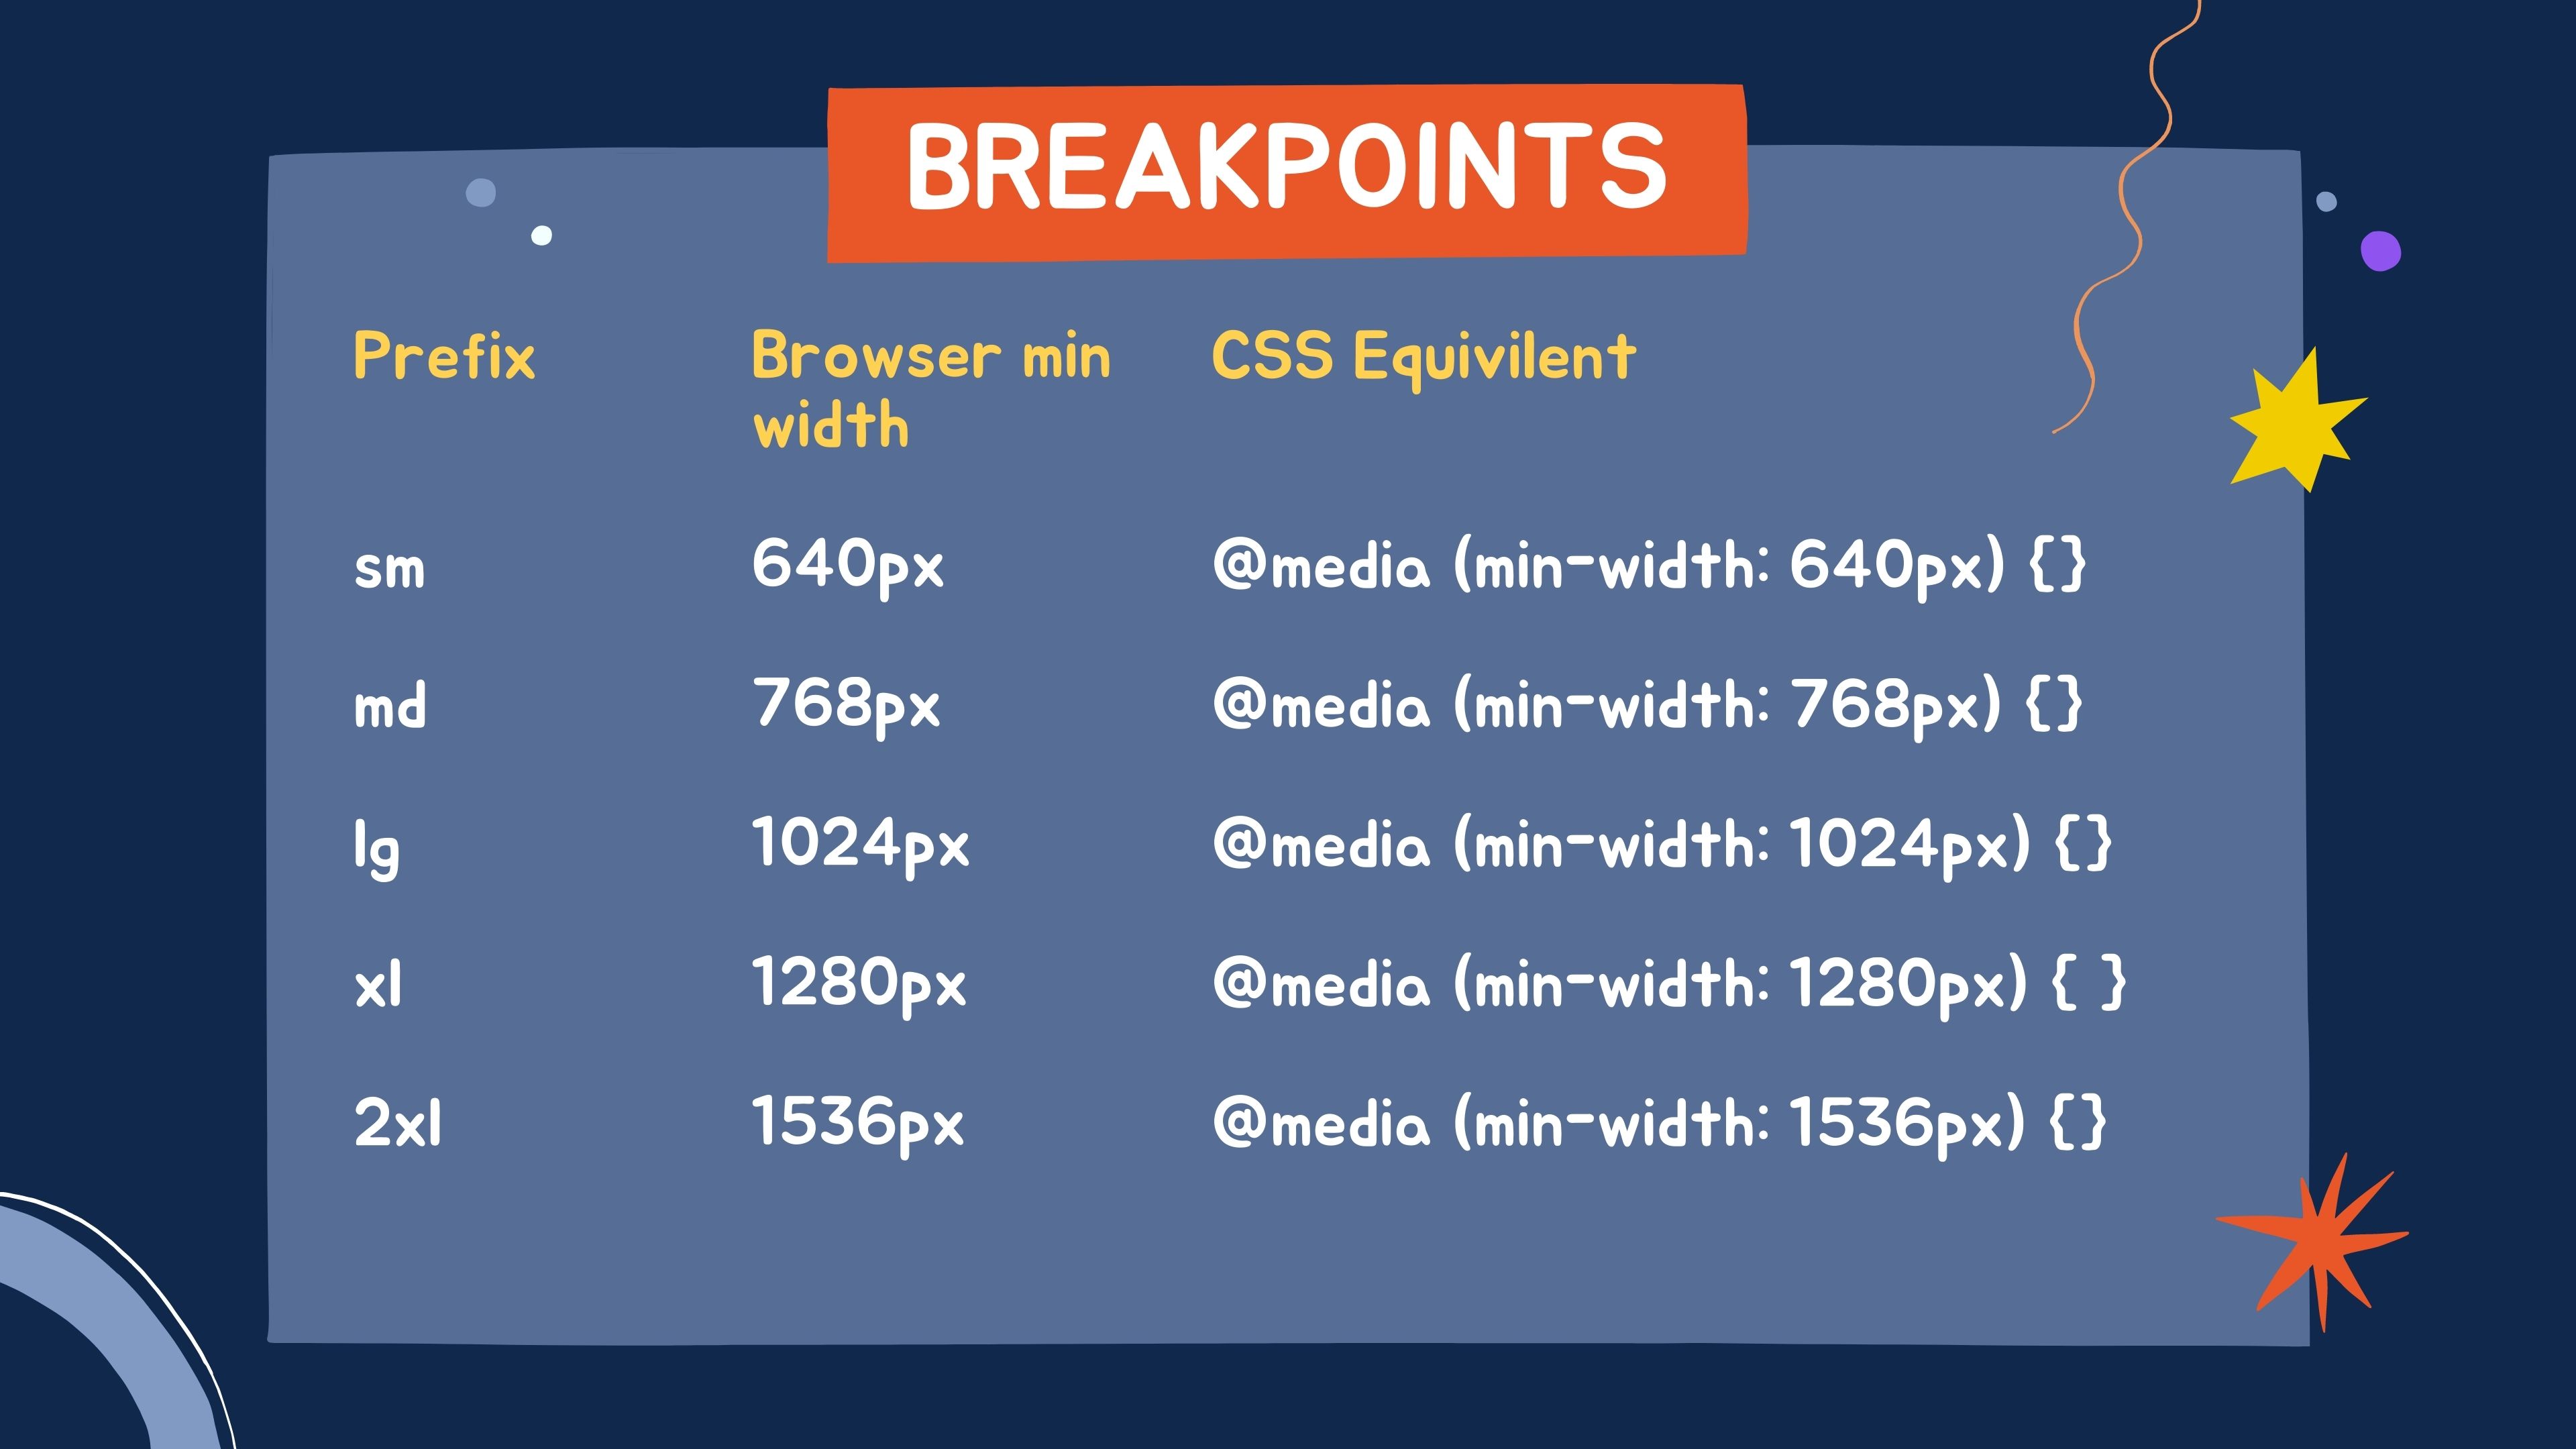 BREAKPOINTS
Prefix Browser min width CSS Equivilent
sm 640px @media (min-width: 640px) {}
md 768px @media (min-width: 768px) {}
lg 1024px @media (min-width: 1024px) {}
xl 1280px @media (min-width: 1280px) { }
2xl 1536px @media (min-width: 1536px) {}